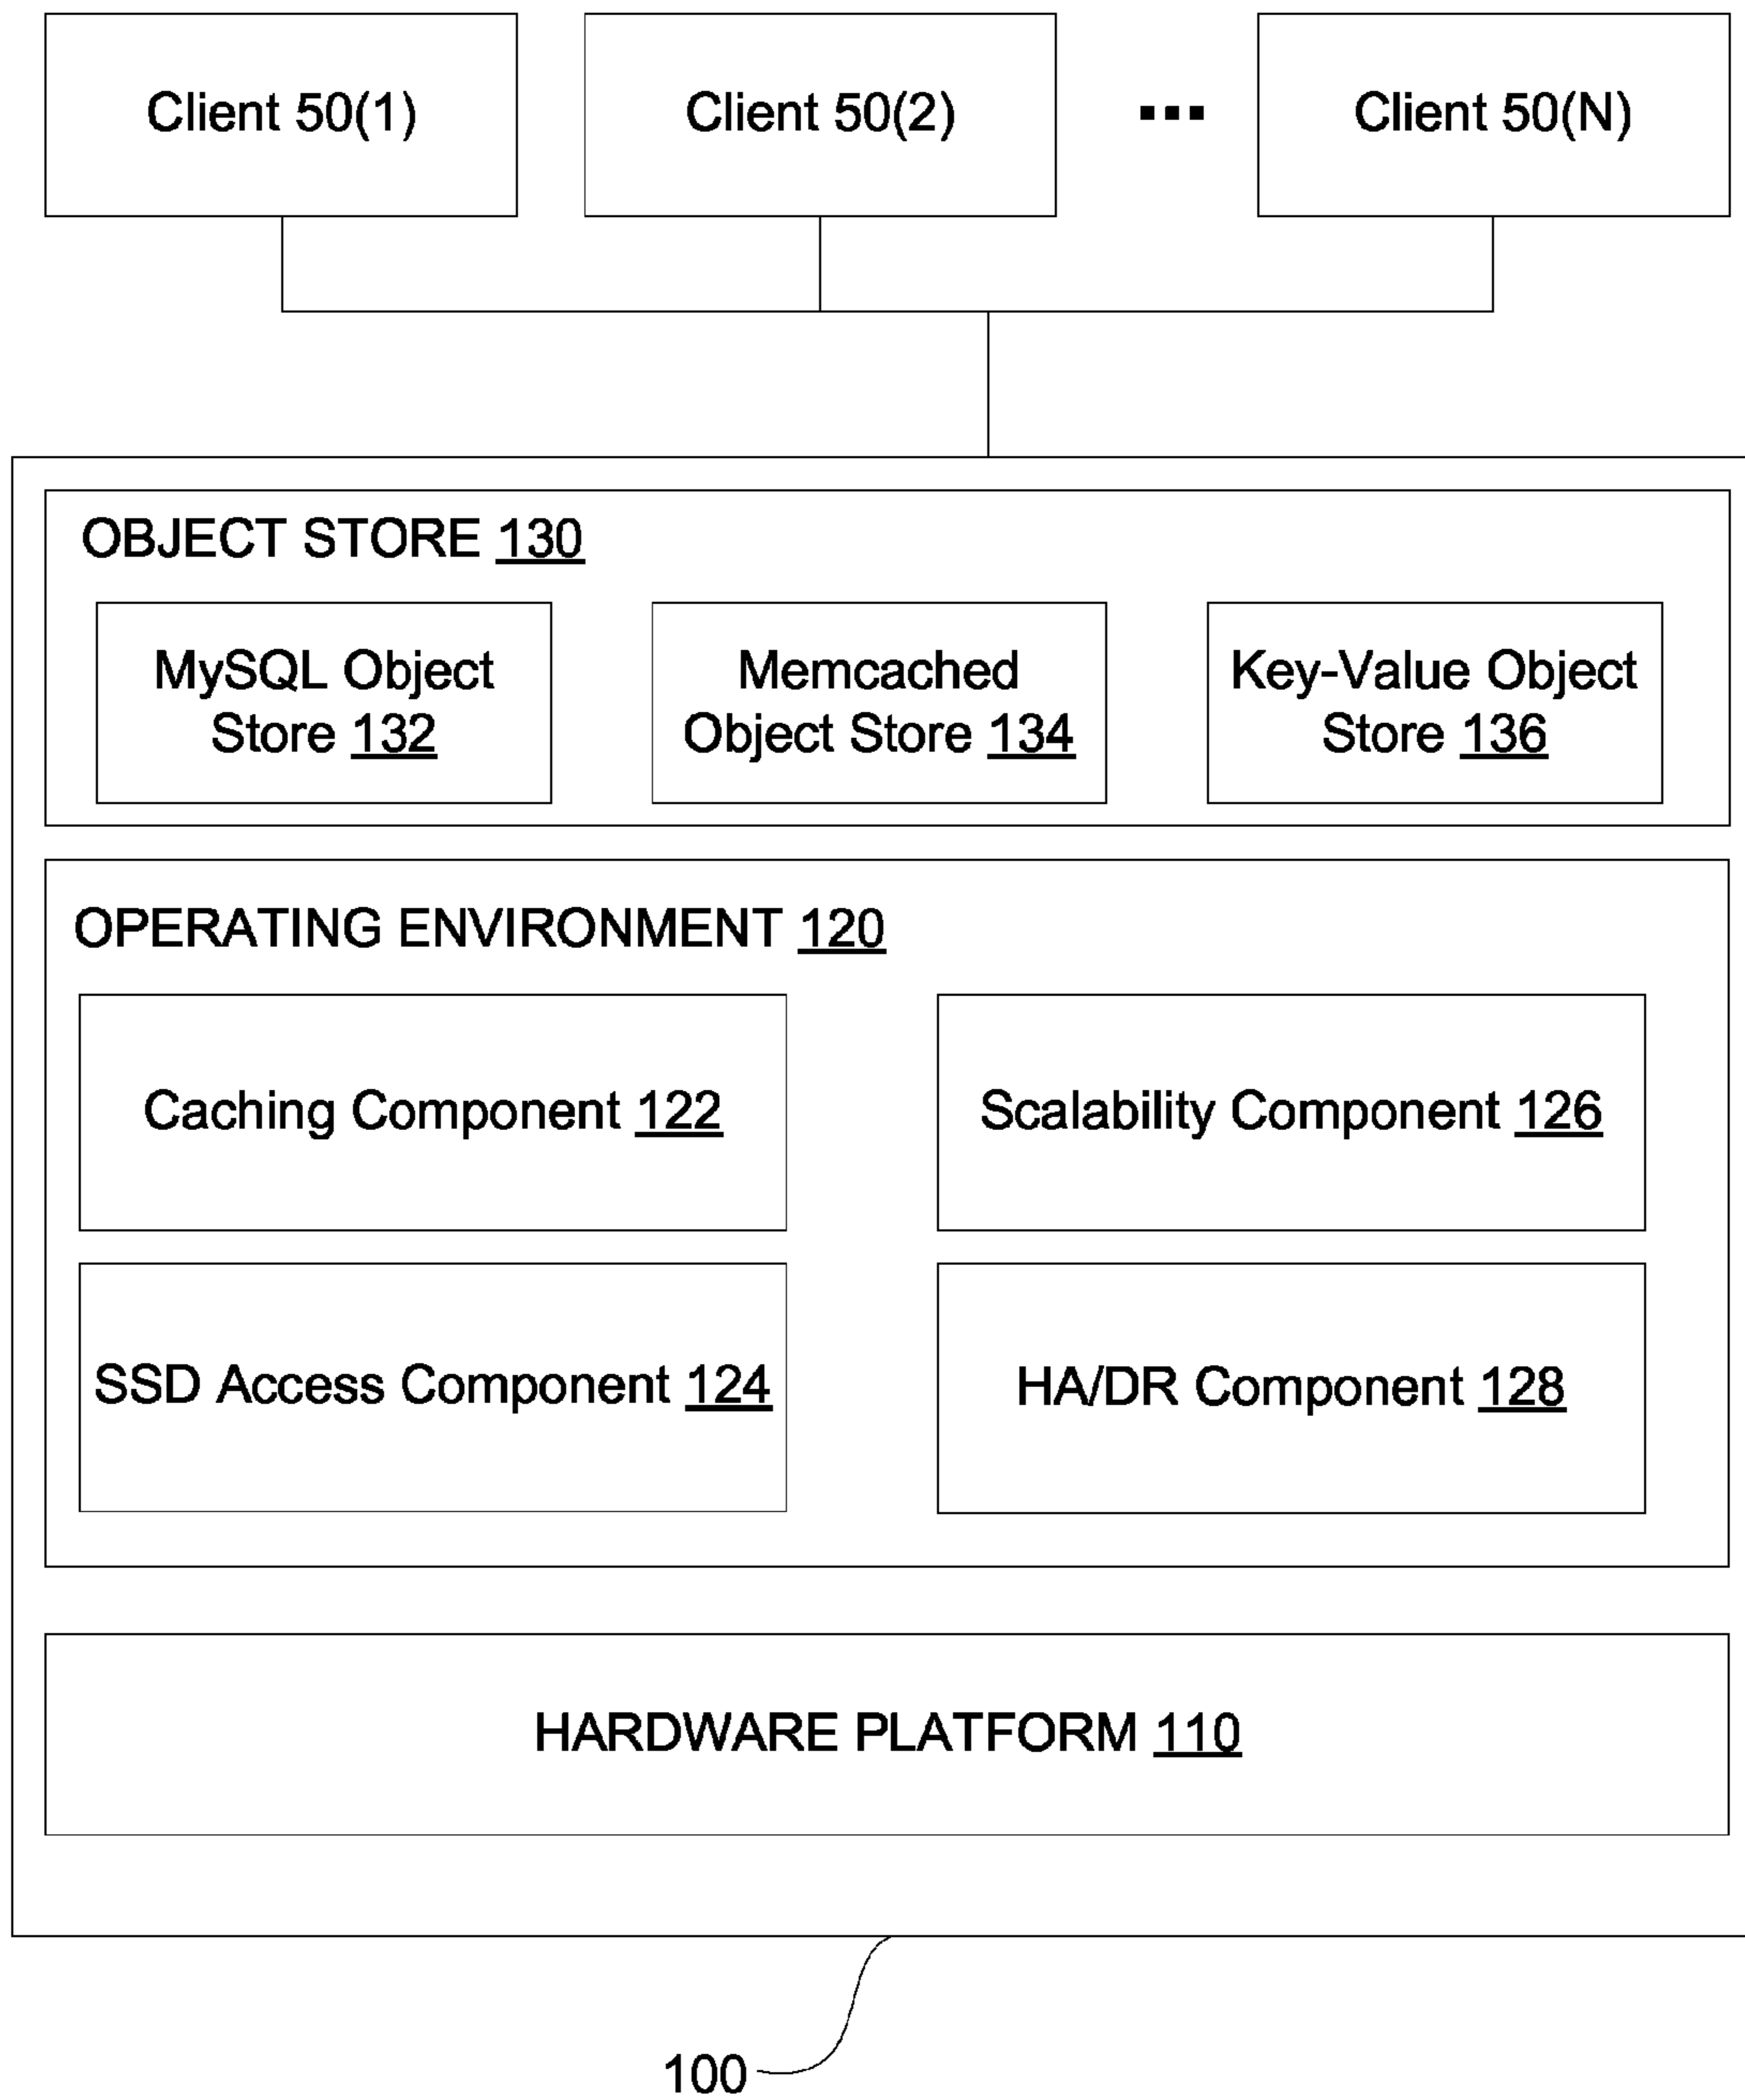 Client 50(1)
Client 50(2)
...
Client 50(N)
OBJECT STORE 130
MySQL Object
Store 132
Memcached
Object Store 134
Key-Value Object
Store 136
OPERATING ENVIRONMENT 120
Caching Component 122
Scalability Component 126
SSD Access Component 124
HA/DR Component 128
HARDWARE PLATFORM 110
100